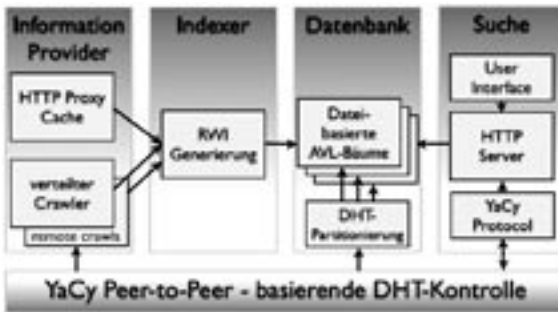 Information
Provider
HTTP Proxy
Cache
verteilter
Crawler
remote crawls
Indexer
RWI
Generierung
Datenbank
Datei-
basierte
AVL-Bäume
DHT-
Partitionierung
Suche
User
Interface
HTTP
Server
YaCy
Protocol
YaCy Peer-to-Peer - basierende DHT-Kontrolle